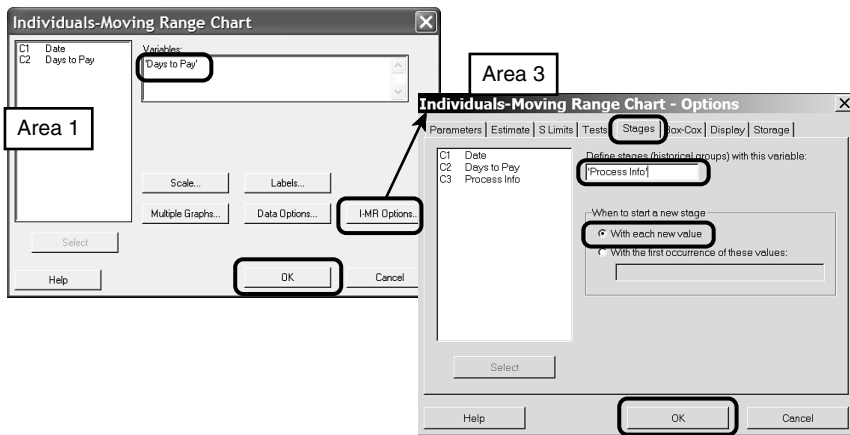 Individuals-Moving Range Chart
C1 Date
C2 Days to Pay
Variables:
'Days to Pay'
Area 1
Scale...
Labels...
Multiple Graphs...
Data Options...
I-MR Options...
Select
Help
OK
Cancel
Area 3
Individuals-Moving Range Chart - Options
Parameters Estimate S Limits Tests Stages Box-Cox Display Storage
C1 Date
C2 Days to Pay
C3 Process Info
Define stages (historical groups) with this variable:
'Process Info'
When to start a new stage
With each new value
With the first occurrence of these values:
Select
Help
OK
Cancel